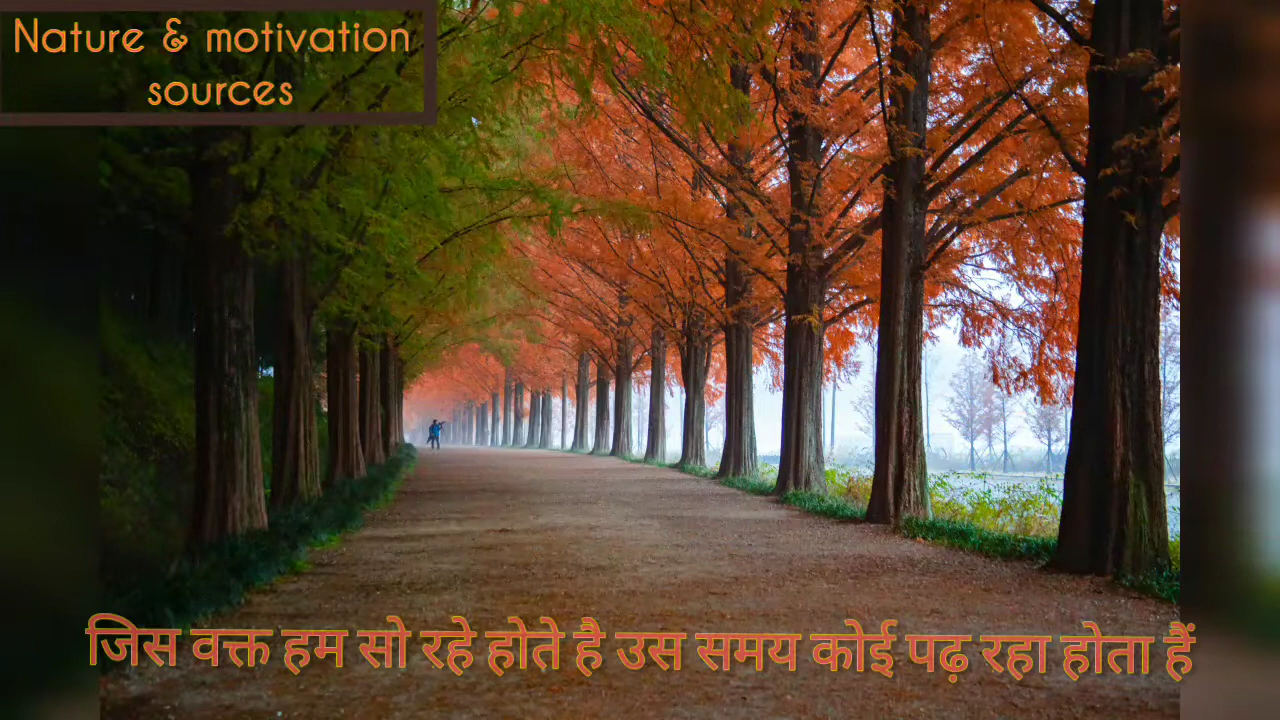 Nature & motivation
sources
जिस वक्त हम सो रहे होते है उस समय कोई पढ़ रहा होता हैं